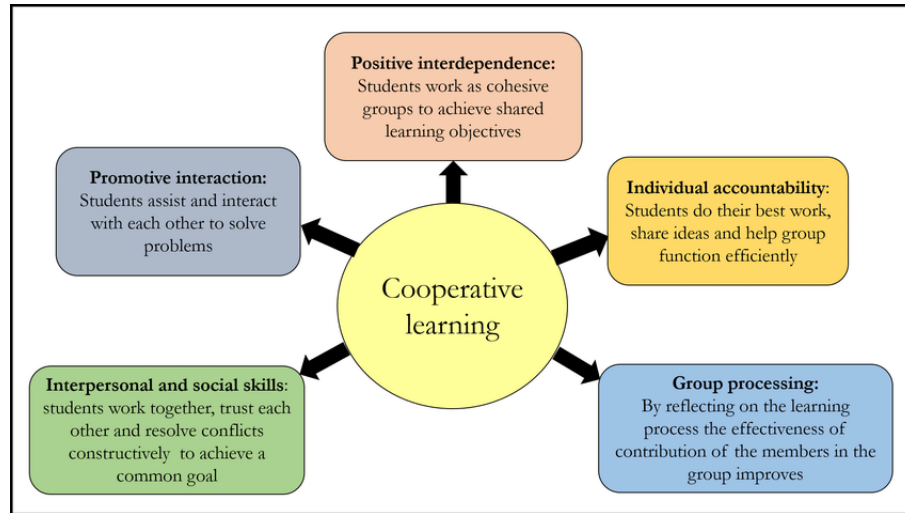 Positive interdependence:
Students work as cohesive
groups to achieve shared
learning objectives
Promotive interaction:
Students assist and interact
with each other to solve
problems
Individual accountability:
Students do their best work,
share ideas and help group
function efficiently
Cooperative
learning
Interpersonal and social skills:
students work together, trust each
other and resolve conflicts
constructively to achieve a
common goal
Group processing:
By reflecting on the learning
process the effectiveness of
contribution of the members in the
group improves